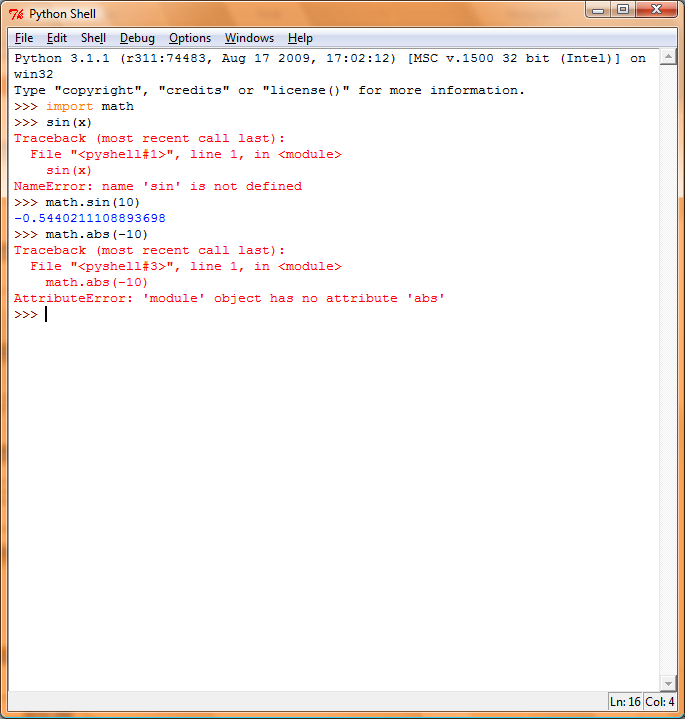 Python Shell
File Edit Shell Debug Options Windows Help
Python 3.1.1 (r311:74483, Aug 17 2009, 17:02:12) [MSC v.1500 32 bit (Intel)] on
win32
Type "copyright", "credits" or "license()" for more information.
>>> import math
>>> sin(x)
Traceback (most recent call last):
  File "<pyshell#1>", line 1, in <module>
    sin(x)
NameError: name 'sin' is not defined
>>> math.sin(10)
-0.5440211108893698
>>> math.abs(-10)
Traceback (most recent call last):
  File "<pyshell#3>", line 1, in <module>
    math.abs(-10)
AttributeError: 'module' object has no attribute 'abs'
>>>
Ln: 16 Col: 4